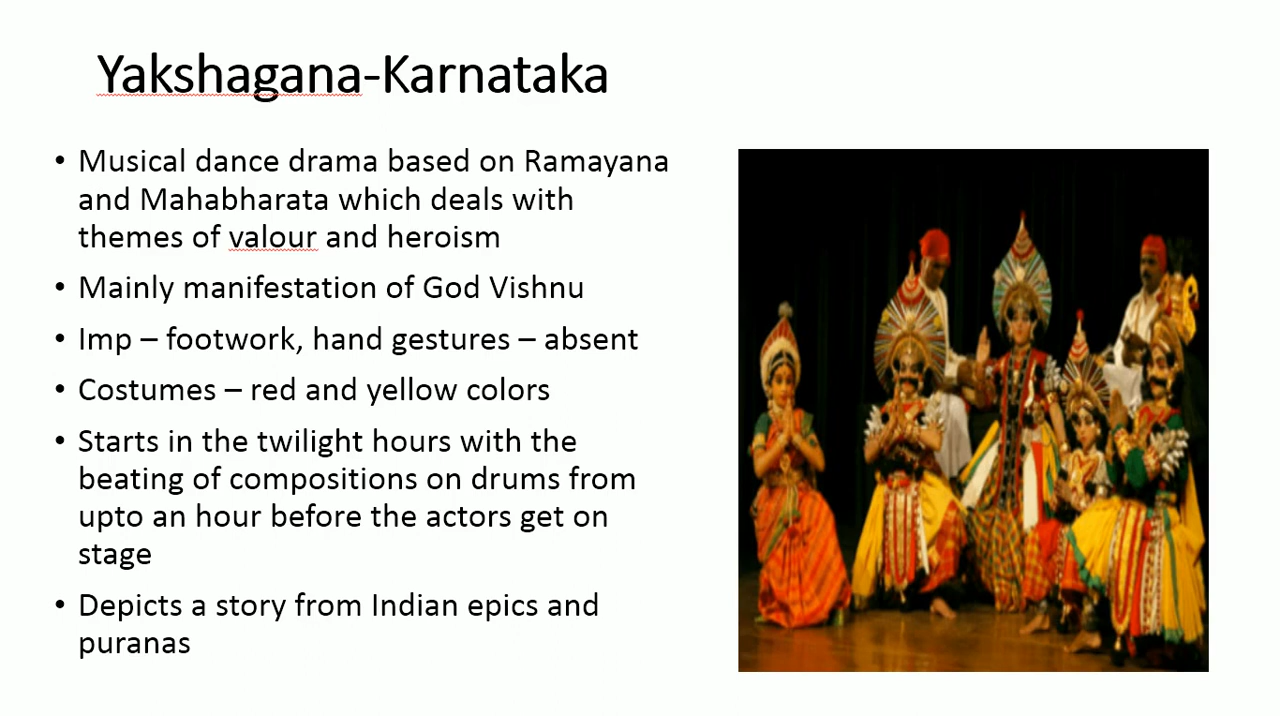 Yakshagana-Karnataka
• Musical dance drama based on Ramayana
and Mahabharata which deals with
themes of valour and heroism
• Mainly manifestation of God Vishnu
• Imp – footwork, hand gestures – absent
• Costumes – red and yellow colors
• Starts in the twilight hours with the
beating of compositions on drums from
upto an hour before the actors get on
stage
• Depicts a story from Indian epics and
puranas